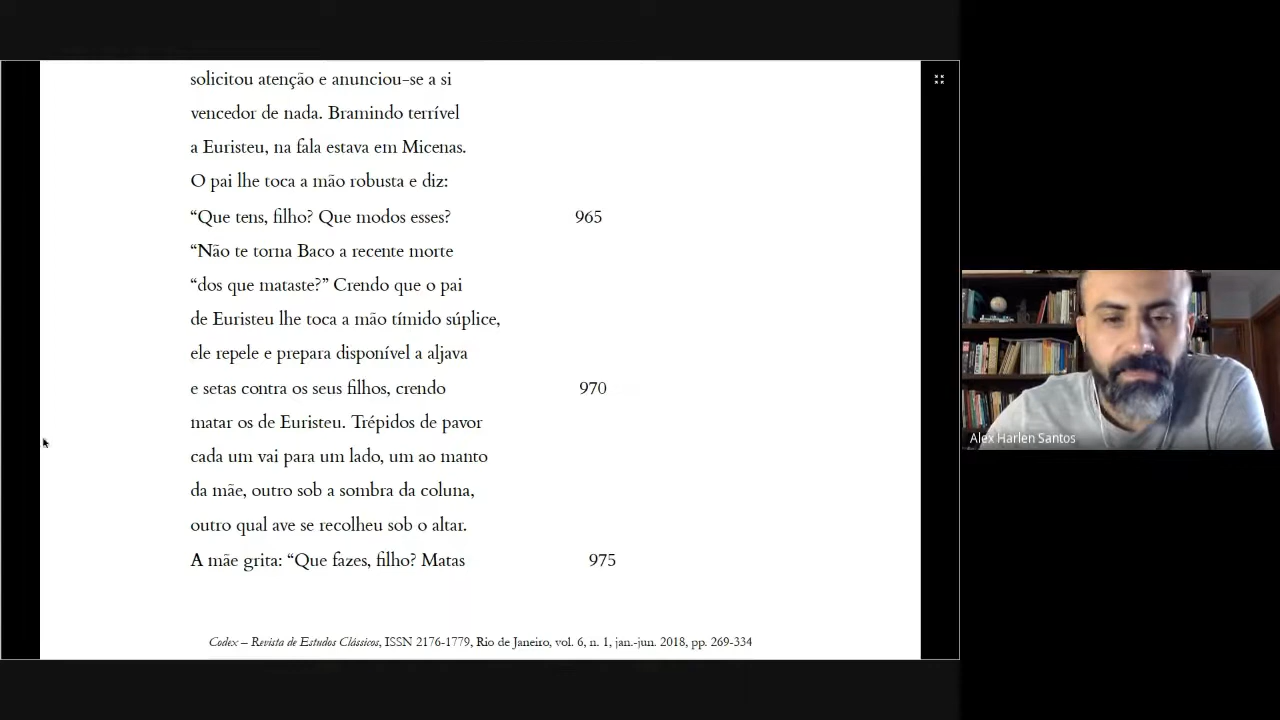 solicitou atenção e anunciou-se a si
vencedor de nada. Bramindo terrível
a Euristeu, na fala estava em Micenas.
O pai lhe toca a mão robusta e diz:
“Que tens, filho? Que modos esses? 965
“Não te torna Baco a recente morte
“dos que mataste?” Crendo que o pai
de Euristeu lhe toca a mão tímido súplice,
ele repele e prepara disponível a aljava
e setas contra os seus filhos, crendo 970
matar os de Euristeu. Trépidos de pavor
cada um vai para um lado, um ao manto
da mãe, outro sob a sombra da coluna,
outro qual ave se recolheu sob o altar.
A mãe grita: “Que fazes, filho? Matas 975
Codex – Revista de Estudos Clássicos, ISSN 2176-1779, Rio de Janeiro, vol. 6, n. 1, jan.-jun. 2018, pp. 269-334
Alex Harlen Santos